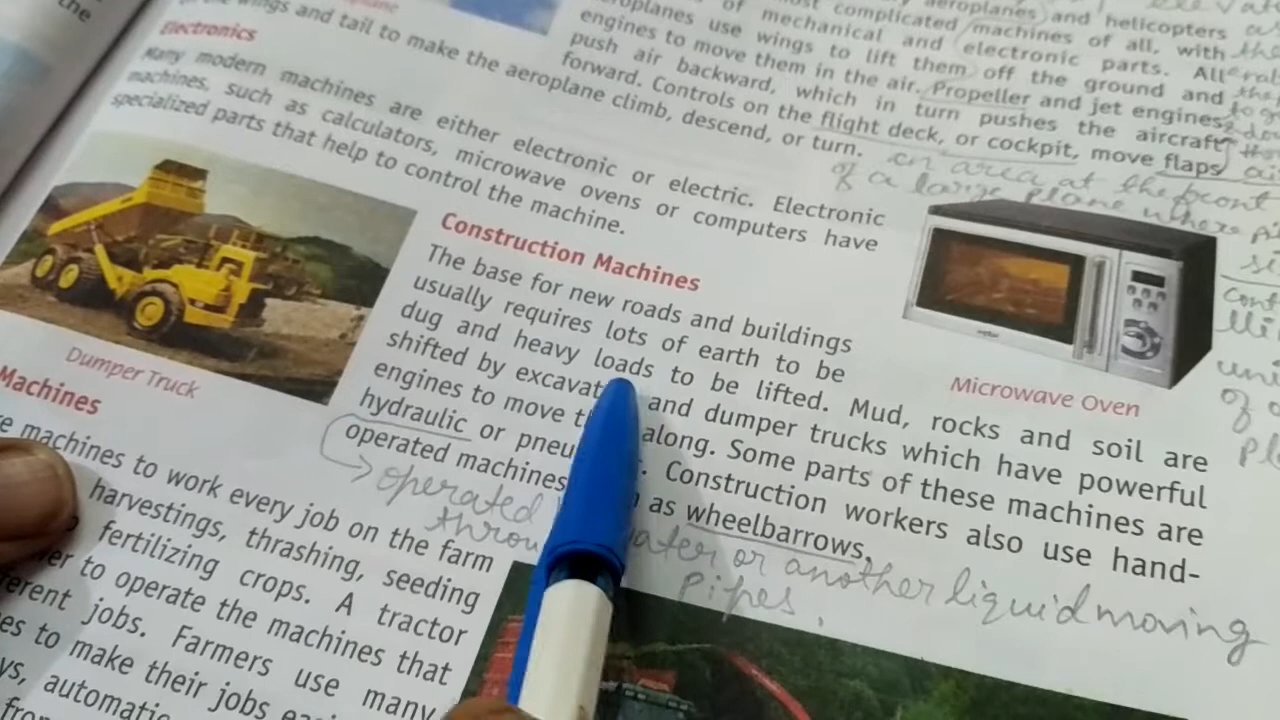 aeroplanes and helicopters
most complicated machines of all, with
of mechanical and electronic parts. All
aeroplanes use wings to lift them off the ground and
engines to move them in the air. Propeller and jet engines
push air backward, which in turn pushes the aircraft
forward. Controls on the flight deck, or cockpit, move flaps
wings and tail to make the aeroplane climb, descend, or turn.
an area at the front
of a large plane where
Electronics
Many modern machines are either electronic or electric. Electronic
machines, such as calculators, microwave ovens or computers have
specialized parts that help to control the machine.
Dumper Truck
Microwave Oven
Construction Machines
The base for new roads and buildings
usually requires lots of earth to be
dug and heavy loads to be lifted. Mud, rocks and soil are
shifted by and dumper trucks which have powerful
engines to move along. Some parts of these machines are
hydraulic or Construction workers also use hand-
operated machines as wheelbarrows.
operated
water or another liquid moving
pipes.
Machines
machines to work every job on the farm
harvestings, thrashing, seeding
fertilizing crops. A tractor
to operate the machines that
jobs. Farmers use many
to make their jobs
automatic
from